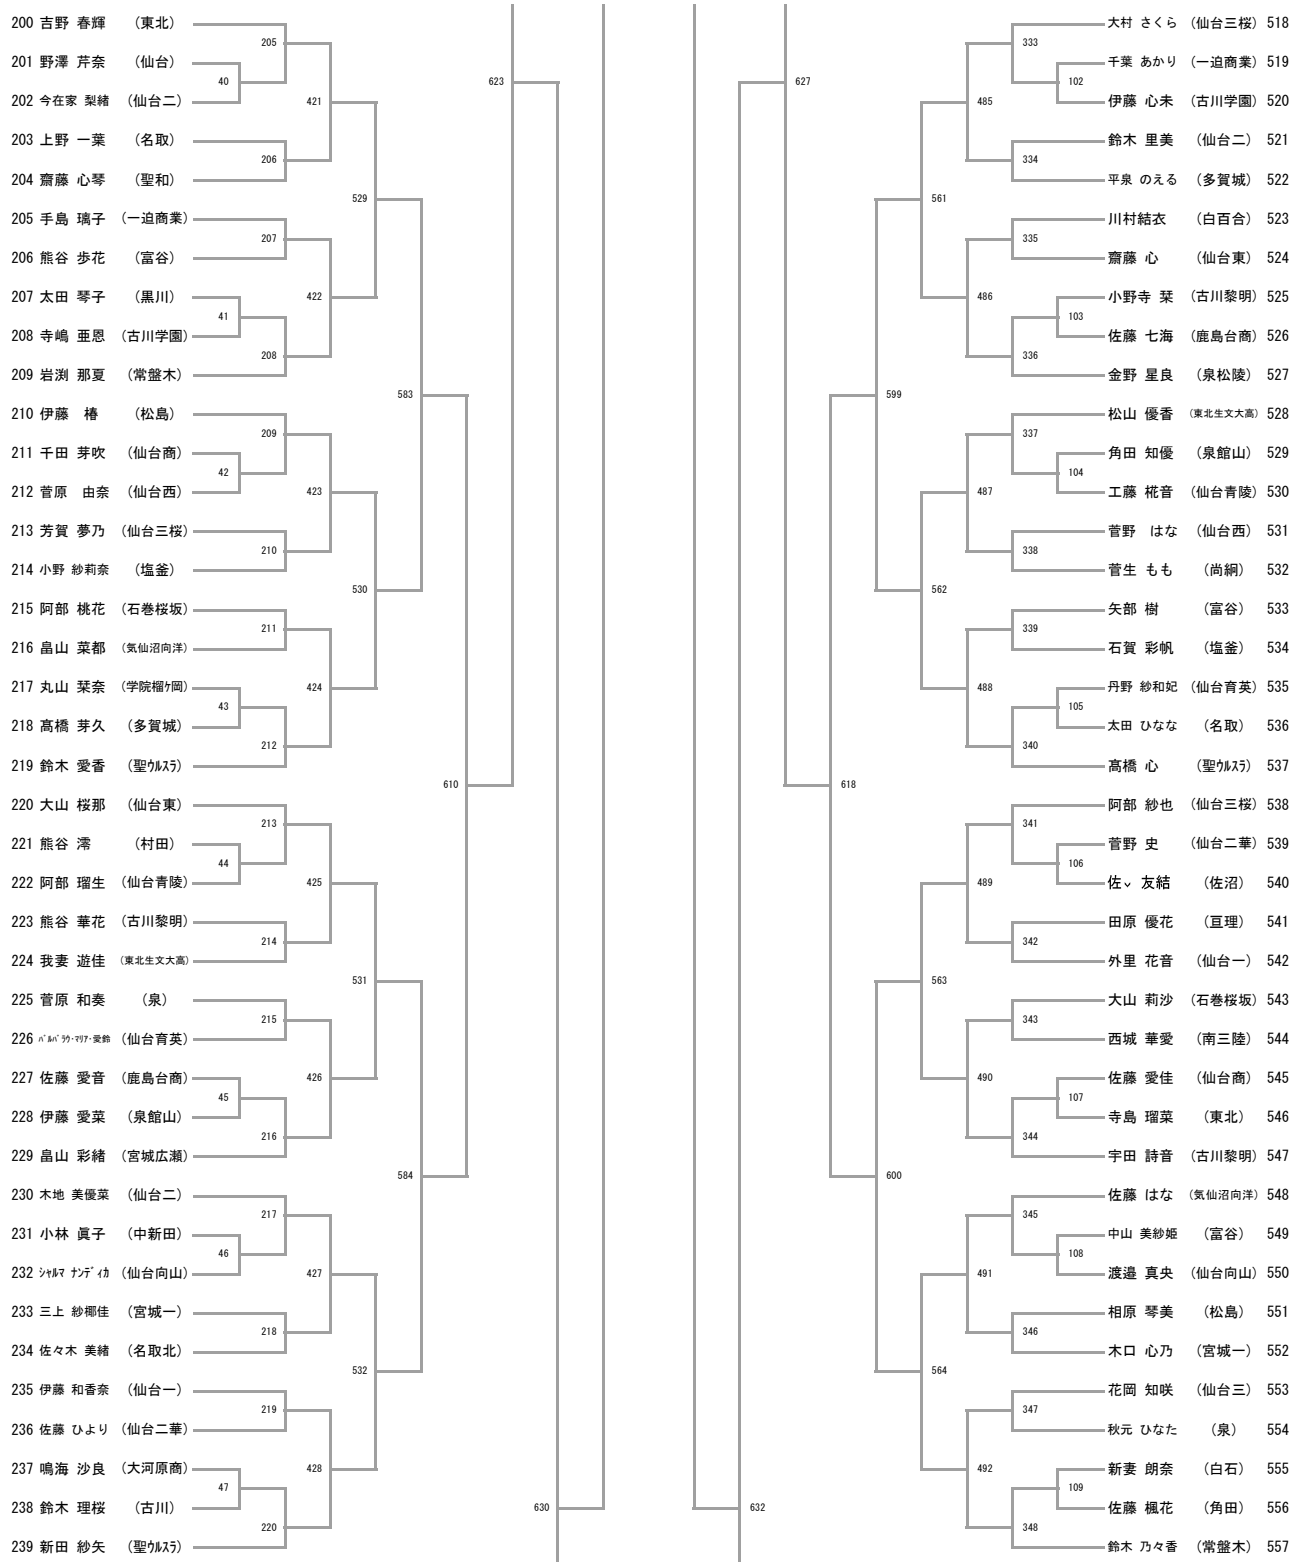 200 吉野 春輝 （東北）
201 野澤 芹奈 （仙台）
202 今在家 梨緒 （仙台二）
203 上野 一葉 （名取）
204 齋藤 心琴 （聖和）
205 手島 璃子 （一迫商業）
206 熊谷 歩花 （富谷）
207 太田 琴子 （黒川）
208 寺嶋 亜恩 （古川学園）
209 岩渕 那夏 （常盤木）
210 伊藤　椿 （松島）
211 千田 芽吹 （仙台商）
212 菅原　由奈 （仙台西）
213 芳賀 夢乃 （仙台三桜）
214 小野 紗莉奈 （塩釜）
215 阿部 桃花 （石巻桜坂）
216 畠山 菜都 （気仙沼向洋）
217 丸山 栞奈 （学院榴ケ岡）
218 髙橋 芽久 （多賀城）
219 鈴木 愛香 （聖ｳﾙｽﾗ）
220 大山 桜那 （仙台東）
221 熊谷 澪 （村田）
222 阿部 瑠生 （仙台青陵）
223 熊谷 華花 （古川黎明）
224 我妻 遊佳 （東北生文大高）
225 菅原 和奏 （泉）
226 ﾊﾞﾙﾊﾞﾗｳ･ﾏﾘｱ･愛鈴 （仙台育英）
227 佐藤 愛音 （鹿島台商）
228 伊藤 愛菜 （泉館山）
229 畠山 彩緒 （宮城広瀬）
230 木地 美優菜 （仙台二）
231 小林 眞子 （中新田）
232 ｼｬﾙﾏ ﾅﾝﾃﾞｨｶ （仙台向山）
233 三上 紗椰佳 （宮城一）
234 佐々木 美緒 （名取北）
235 伊藤 和香奈 （仙台一）
236 佐藤 ひより （仙台二華）
237 鳴海 沙良 （大河原商）
238 鈴木 理桜 （古川）
239 新田 紗矢 （聖ｳﾙｽﾗ）
40
41
42
43
44
45
46
47
205
206
207
208
209
210
211
212
213
214
215
216
217
218
219
220
421
422
423
424
425
426
427
428
529
530
531
532
583
584
610
623
630
627
632
618
599
600
561
562
563
564
485
486
487
488
489
490
491
492
333
334
335
336
337
338
339
340
341
342
343
344
345
346
347
348
102
103
104
105
106
107
108
109
大村 さくら （仙台三桜） 518
千葉 あかり （一迫商業） 519
伊藤 心未 （古川学園） 520
鈴木 里美 （仙台二） 521
平泉 のえる （多賀城） 522
川村結衣 （白百合） 523
齋藤 心 （仙台東） 524
小野寺 栞 （古川黎明） 525
佐藤 七海 （鹿島台商） 526
金野 星良 （泉松陵） 527
松山 優香 （東北生文大高） 528
角田 知優 （泉館山） 529
工藤 椛音 （仙台青陵） 530
菅野　はな （仙台西） 531
菅生 もも （尚絅） 532
矢部 樹 （富谷） 533
石賀 彩帆 （塩釜） 534
丹野 紗和妃 （仙台育英） 535
太田 ひなな （名取） 536
髙橋 心 （聖ｳﾙｽﾗ） 537
阿部 紗也 （仙台三桜） 538
菅野 史 （仙台二華） 539
佐 友結 （佐沼） 540
田原 優花 （亘理） 541
外里 花音 （仙台一） 542
大山 莉沙 （石巻桜坂） 543
西城 華愛 （南三陸） 544
佐藤 愛佳 （仙台商） 545
寺島 瑠菜 （東北） 546
宇田 詩音 （古川黎明） 547
佐藤 はな （気仙沼向洋） 548
中山 美紗姫 （富谷） 549
渡邉 真央 （仙台向山） 550
相原 琴美 （松島） 551
木口 心乃 （宮城一） 552
花岡 知咲 （仙台三） 553
秋元 ひなた （泉） 554
新妻 朗奈 （白石） 555
佐藤 楓花 （角田） 556
鈴木 乃々香 （常盤木） 557